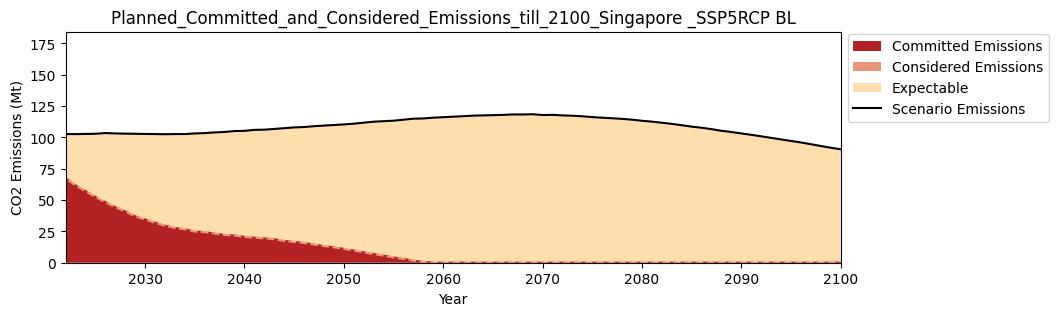 Planned_Committed_and_Considered_Emissions_till_2100_Singapore _SSP5RCP BL
CO2 Emissions (Mt)
175
150
125
100
75
50
25
0
2030 2040 2050 2060 2070 2080 2090 2100
Year
Committed Emissions
Considered Emissions
Expectable
Scenario Emissions